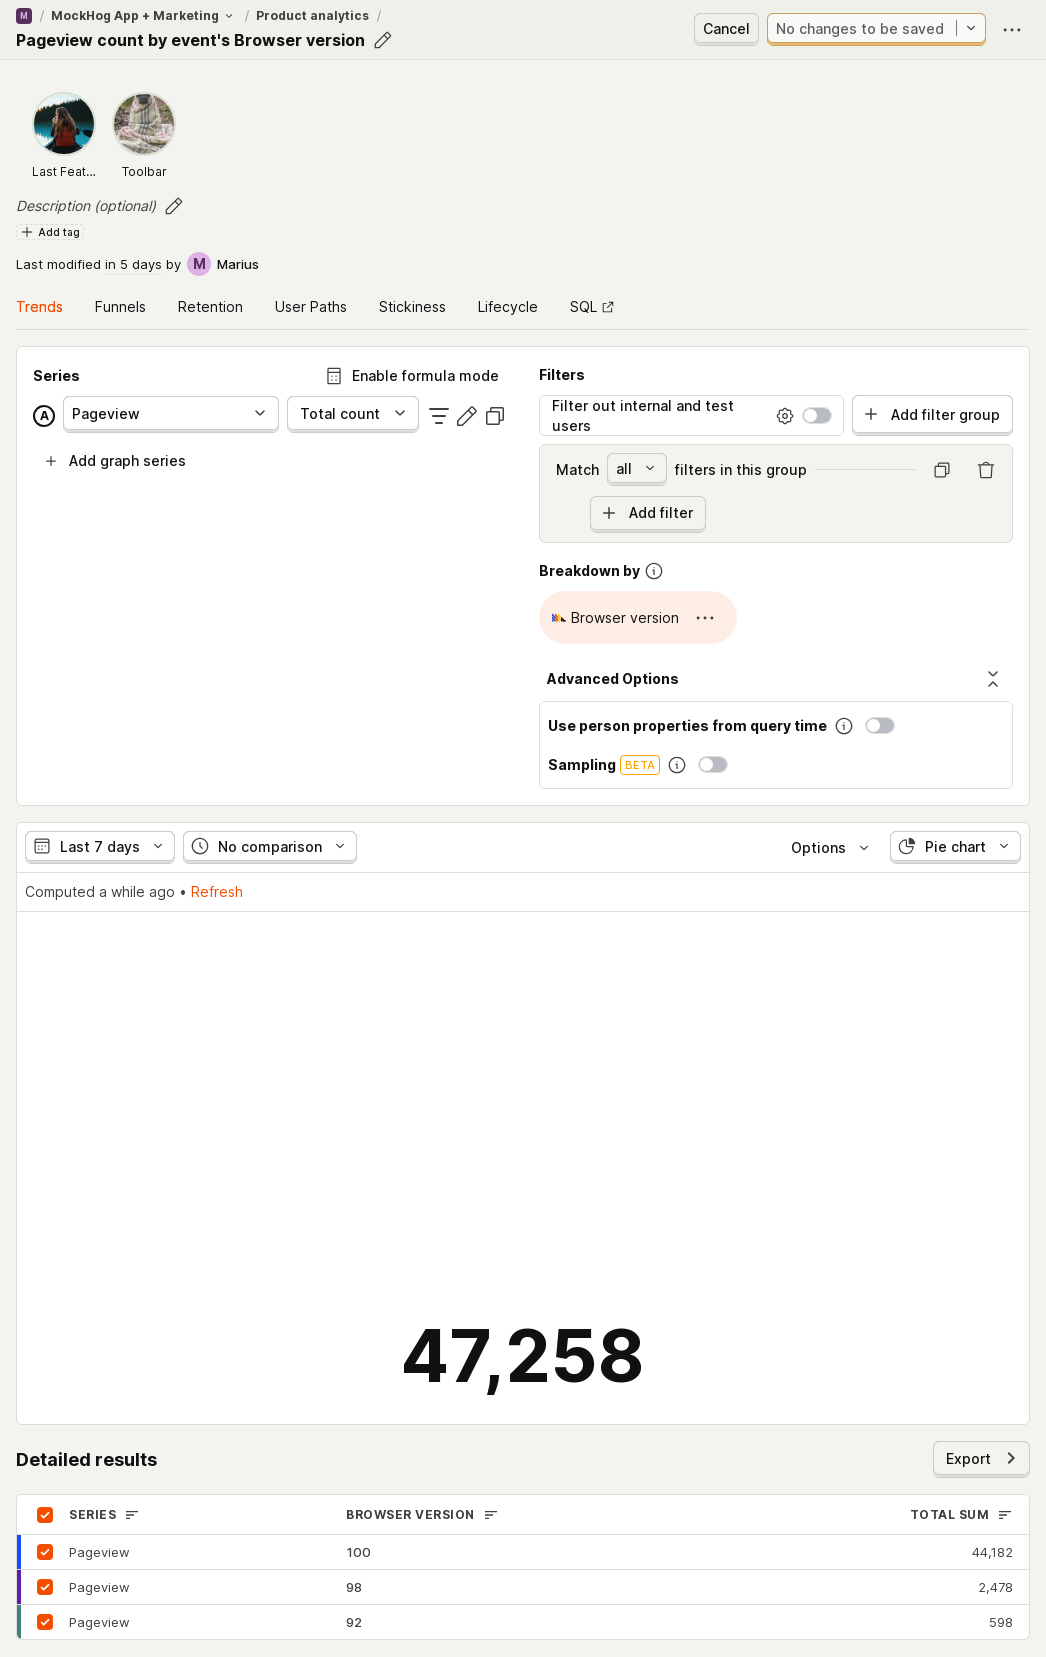 M / MockHog App + Marketing / Product analytics /
Pageview count by event's Browser version
Cancel
No changes to be saved
Last Feat...
Toolbar
Description (optional)
Add tag
Last modified in 5 days by M Marius
Trends
Funnels
Retention
User Paths
Stickiness
Lifecycle
SQL
Series
Enable formula mode
A
Pageview
Total count
Add graph series
Filters
Filter out internal and test
users
Add filter group
Match all filters in this group
Add filter
Breakdown by
Browser version
Advanced Options
Use person properties from query time
Sampling BETA
Last 7 days
No comparison
Options
Pie chart
Computed a while ago • Refresh
47,258
Detailed results
Export
SERIES BROWSER VERSION TOTAL SUM
Pageview 100 44,182
Pageview 98 2,478
Pageview 92 598